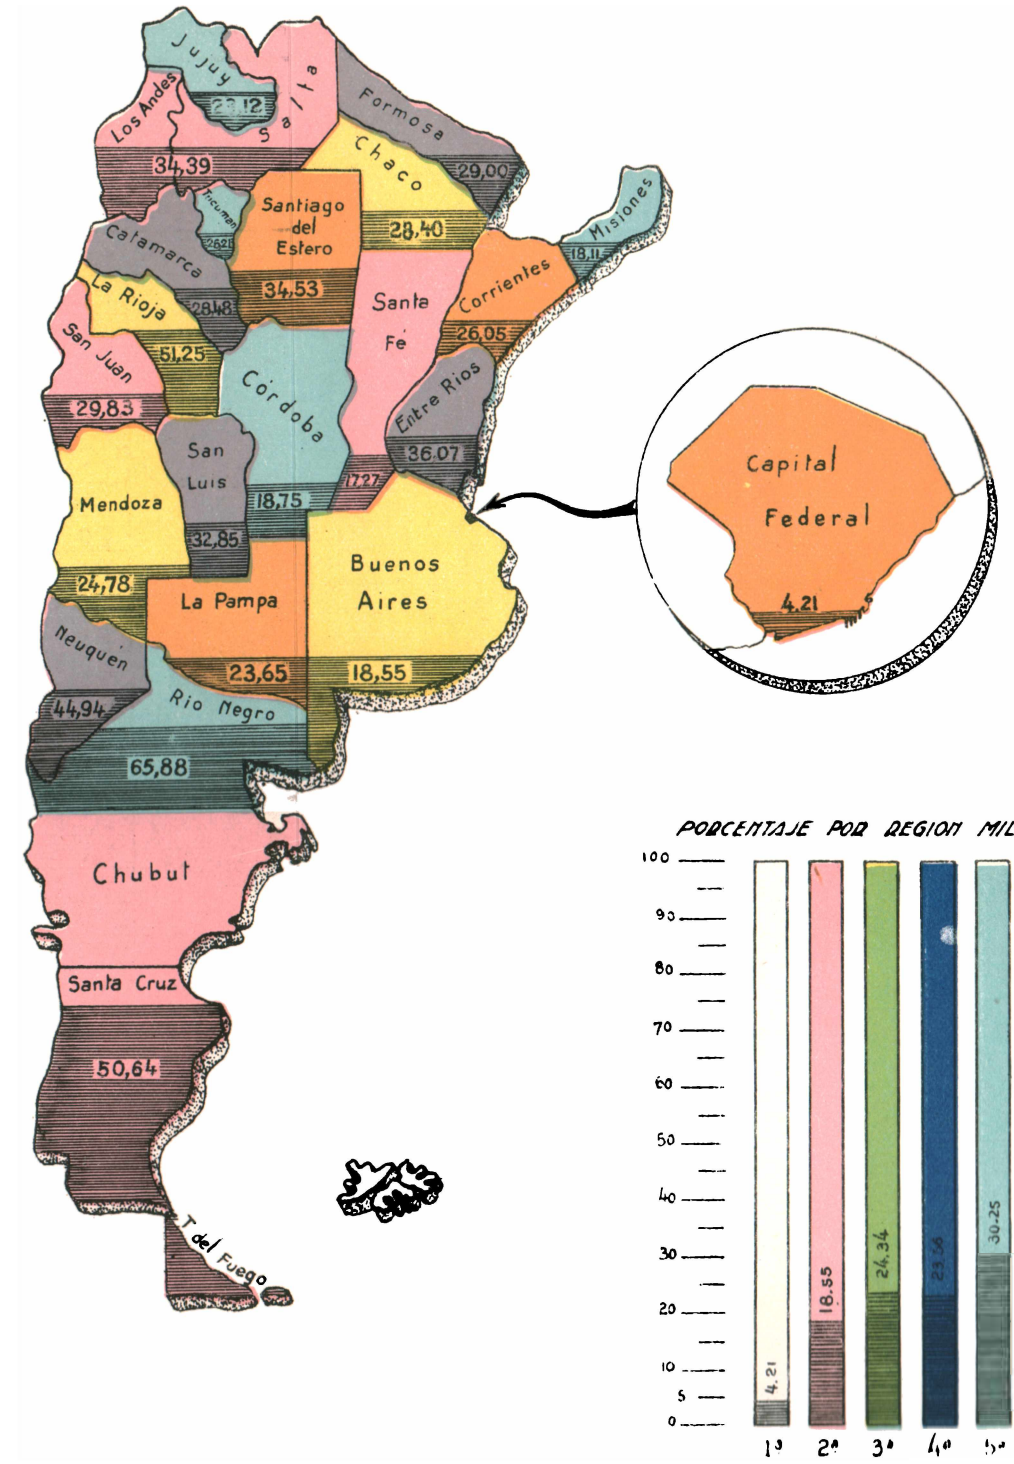 Jujuy
23.12
Los Andes
Salta
34,39
Formosa
29,00
Chaco
28,40
Misiones
18,11
Tucuman
Catamarca
28,48
Santiago
del
Estero
34,53
Corrientes
26,05
La Rioja
51,25
Santa
Fé
17,27
San Juan
29,83
Córdoba
18,75
Entre Rios
36.07
San
Luis
32,85
Mendoza
24,78
Buenos
Aires
18,55
La Pampa
23,65
Neuquén
44,94
Rio Negro
65,88
Capital
Federal
4.21
Chubut
Santa Cruz
50,64
T. del Fuego
PORCENTAJE POR REGION MIL
100
90
80
70
60
50
40
30
20
10
5
0
4.21
18.55
24.34
23.56
30.25
1ª
2ª
3ª
4ª
5ª